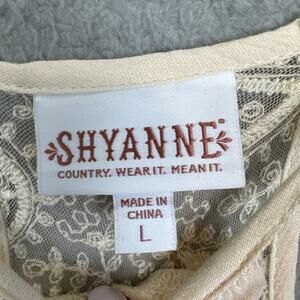 SHYANNE
COUNTRY. WEAR IT. MEAN IT.
MADE IN
CHINA
L